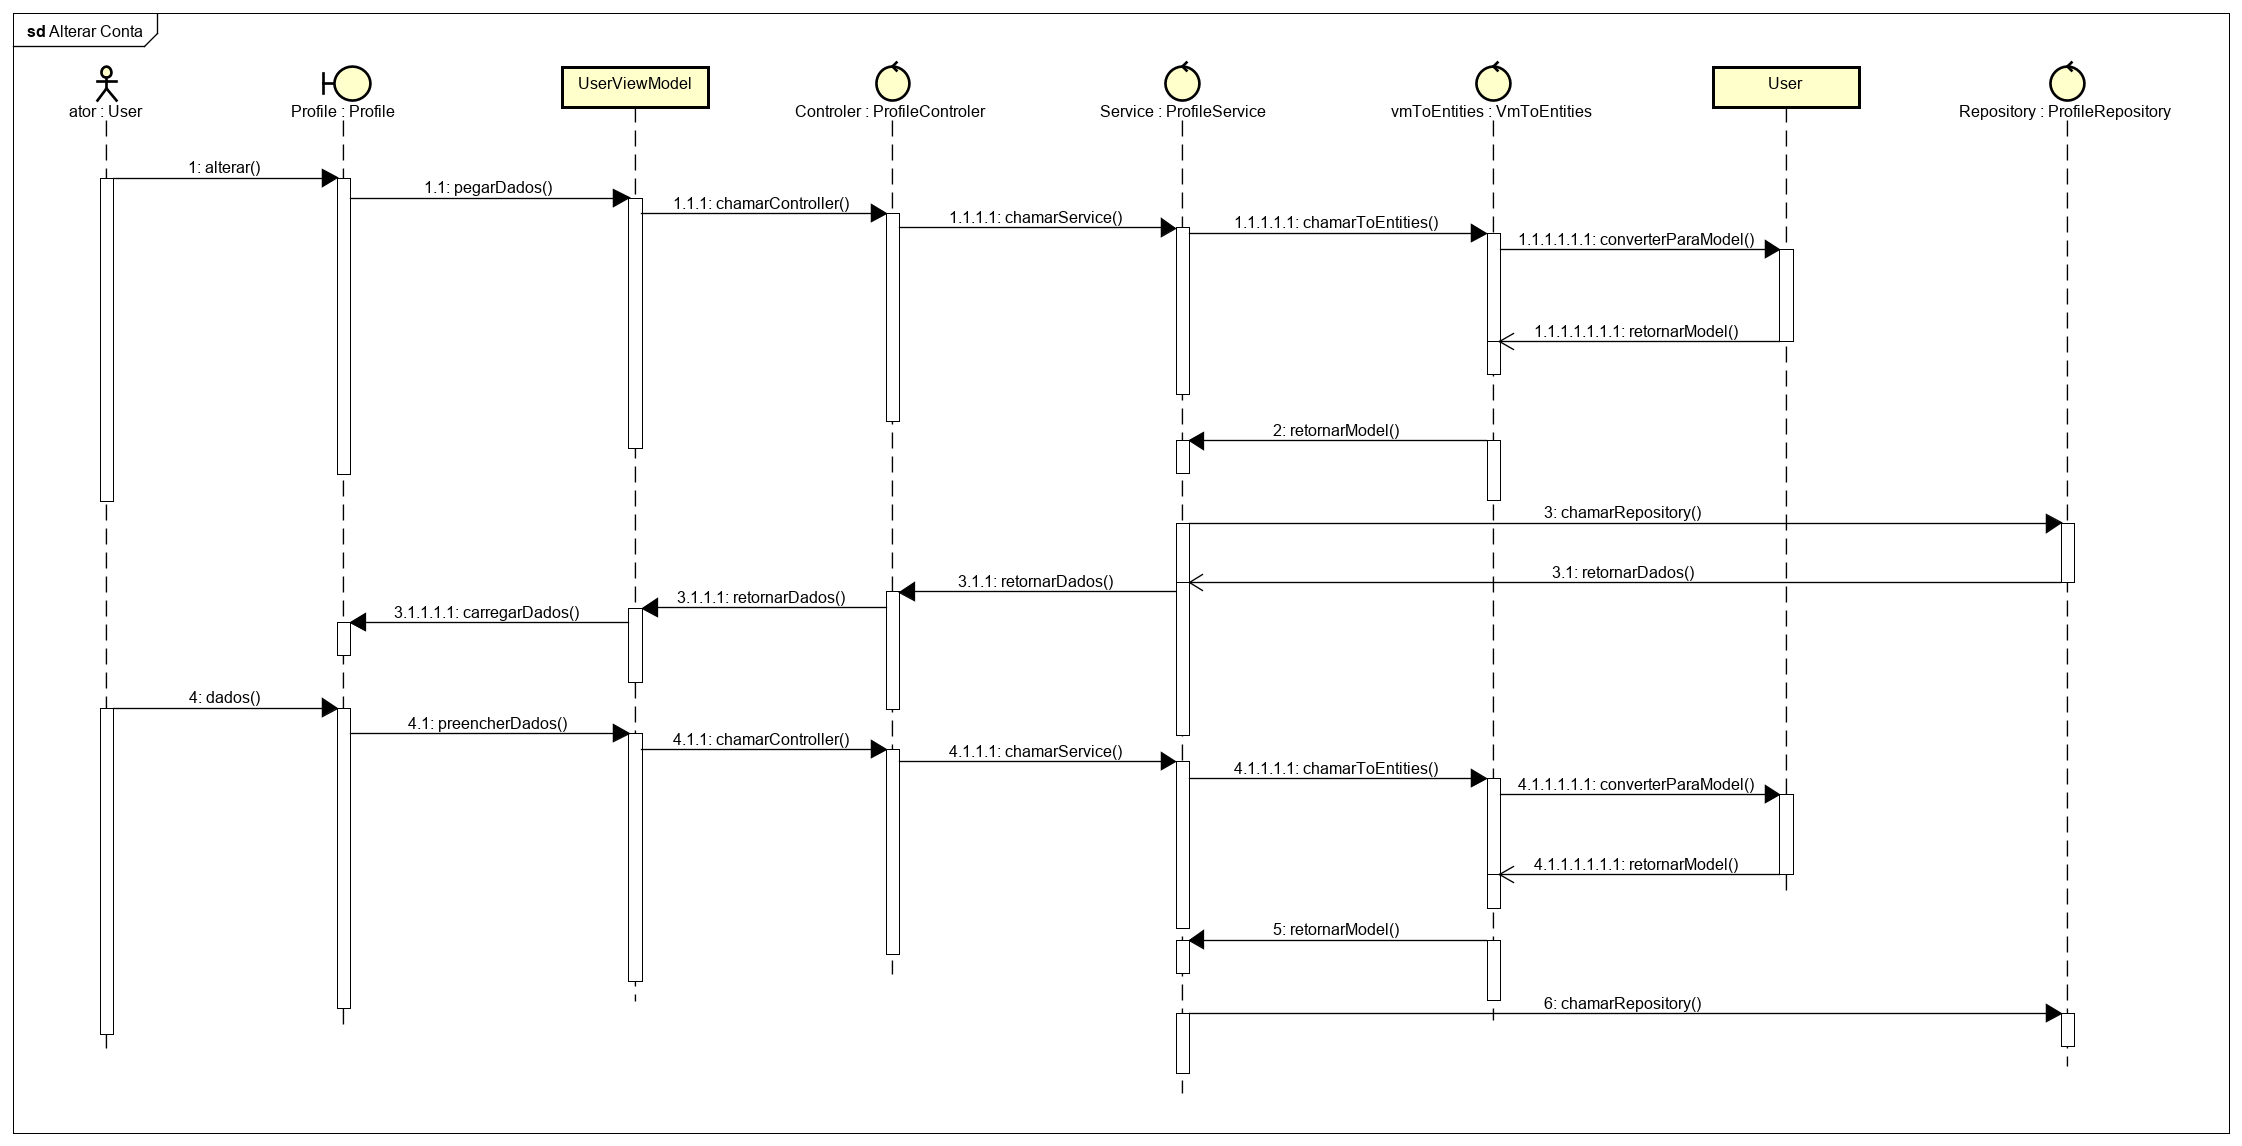 sd Alterar Conta
ator : User
Profile : Profile
UserViewModel
Controler : ProfileControler
Service : ProfileService
vmToEntities : VmToEntities
User
Repository : ProfileRepository
1: alterar()
1.1: pegarDados()
1.1.1: chamarController()
1.1.1.1: chamarService()
1.1.1.1.1: chamarToEntities()
1.1.1.1.1.1: converterParaModel()
1.1.1.1.1.1.1: retornarModel()
2: retornarModel()
3: chamarRepository()
3.1: retornarDados()
3.1.1: retornarDados()
3.1.1.1: retornarDados()
3.1.1.1.1: carregarDados()
4: dados()
4.1: preencherDados()
4.1.1: chamarController()
4.1.1.1: chamarService()
4.1.1.1.1: chamarToEntities()
4.1.1.1.1.1: converterParaModel()
4.1.1.1.1.1.1: retornarModel()
5: retornarModel()
6: chamarRepository()